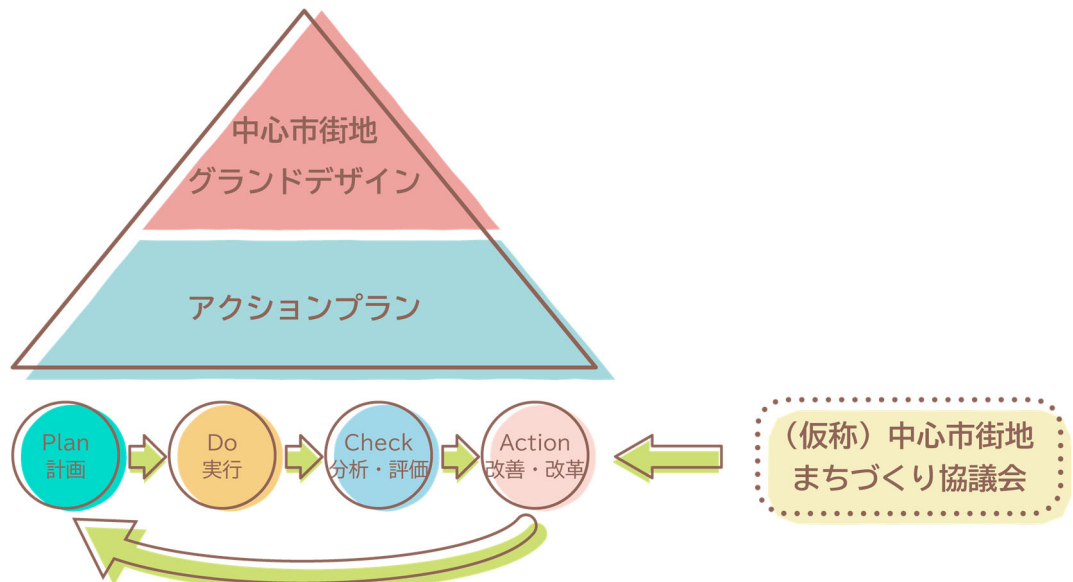 中心市街地
グランドデザイン
アクションプラン
Plan
計画
Do
実行
Check
分析・評価
Action
改善・改革
（仮称）中心市街地
まちづくり協議会